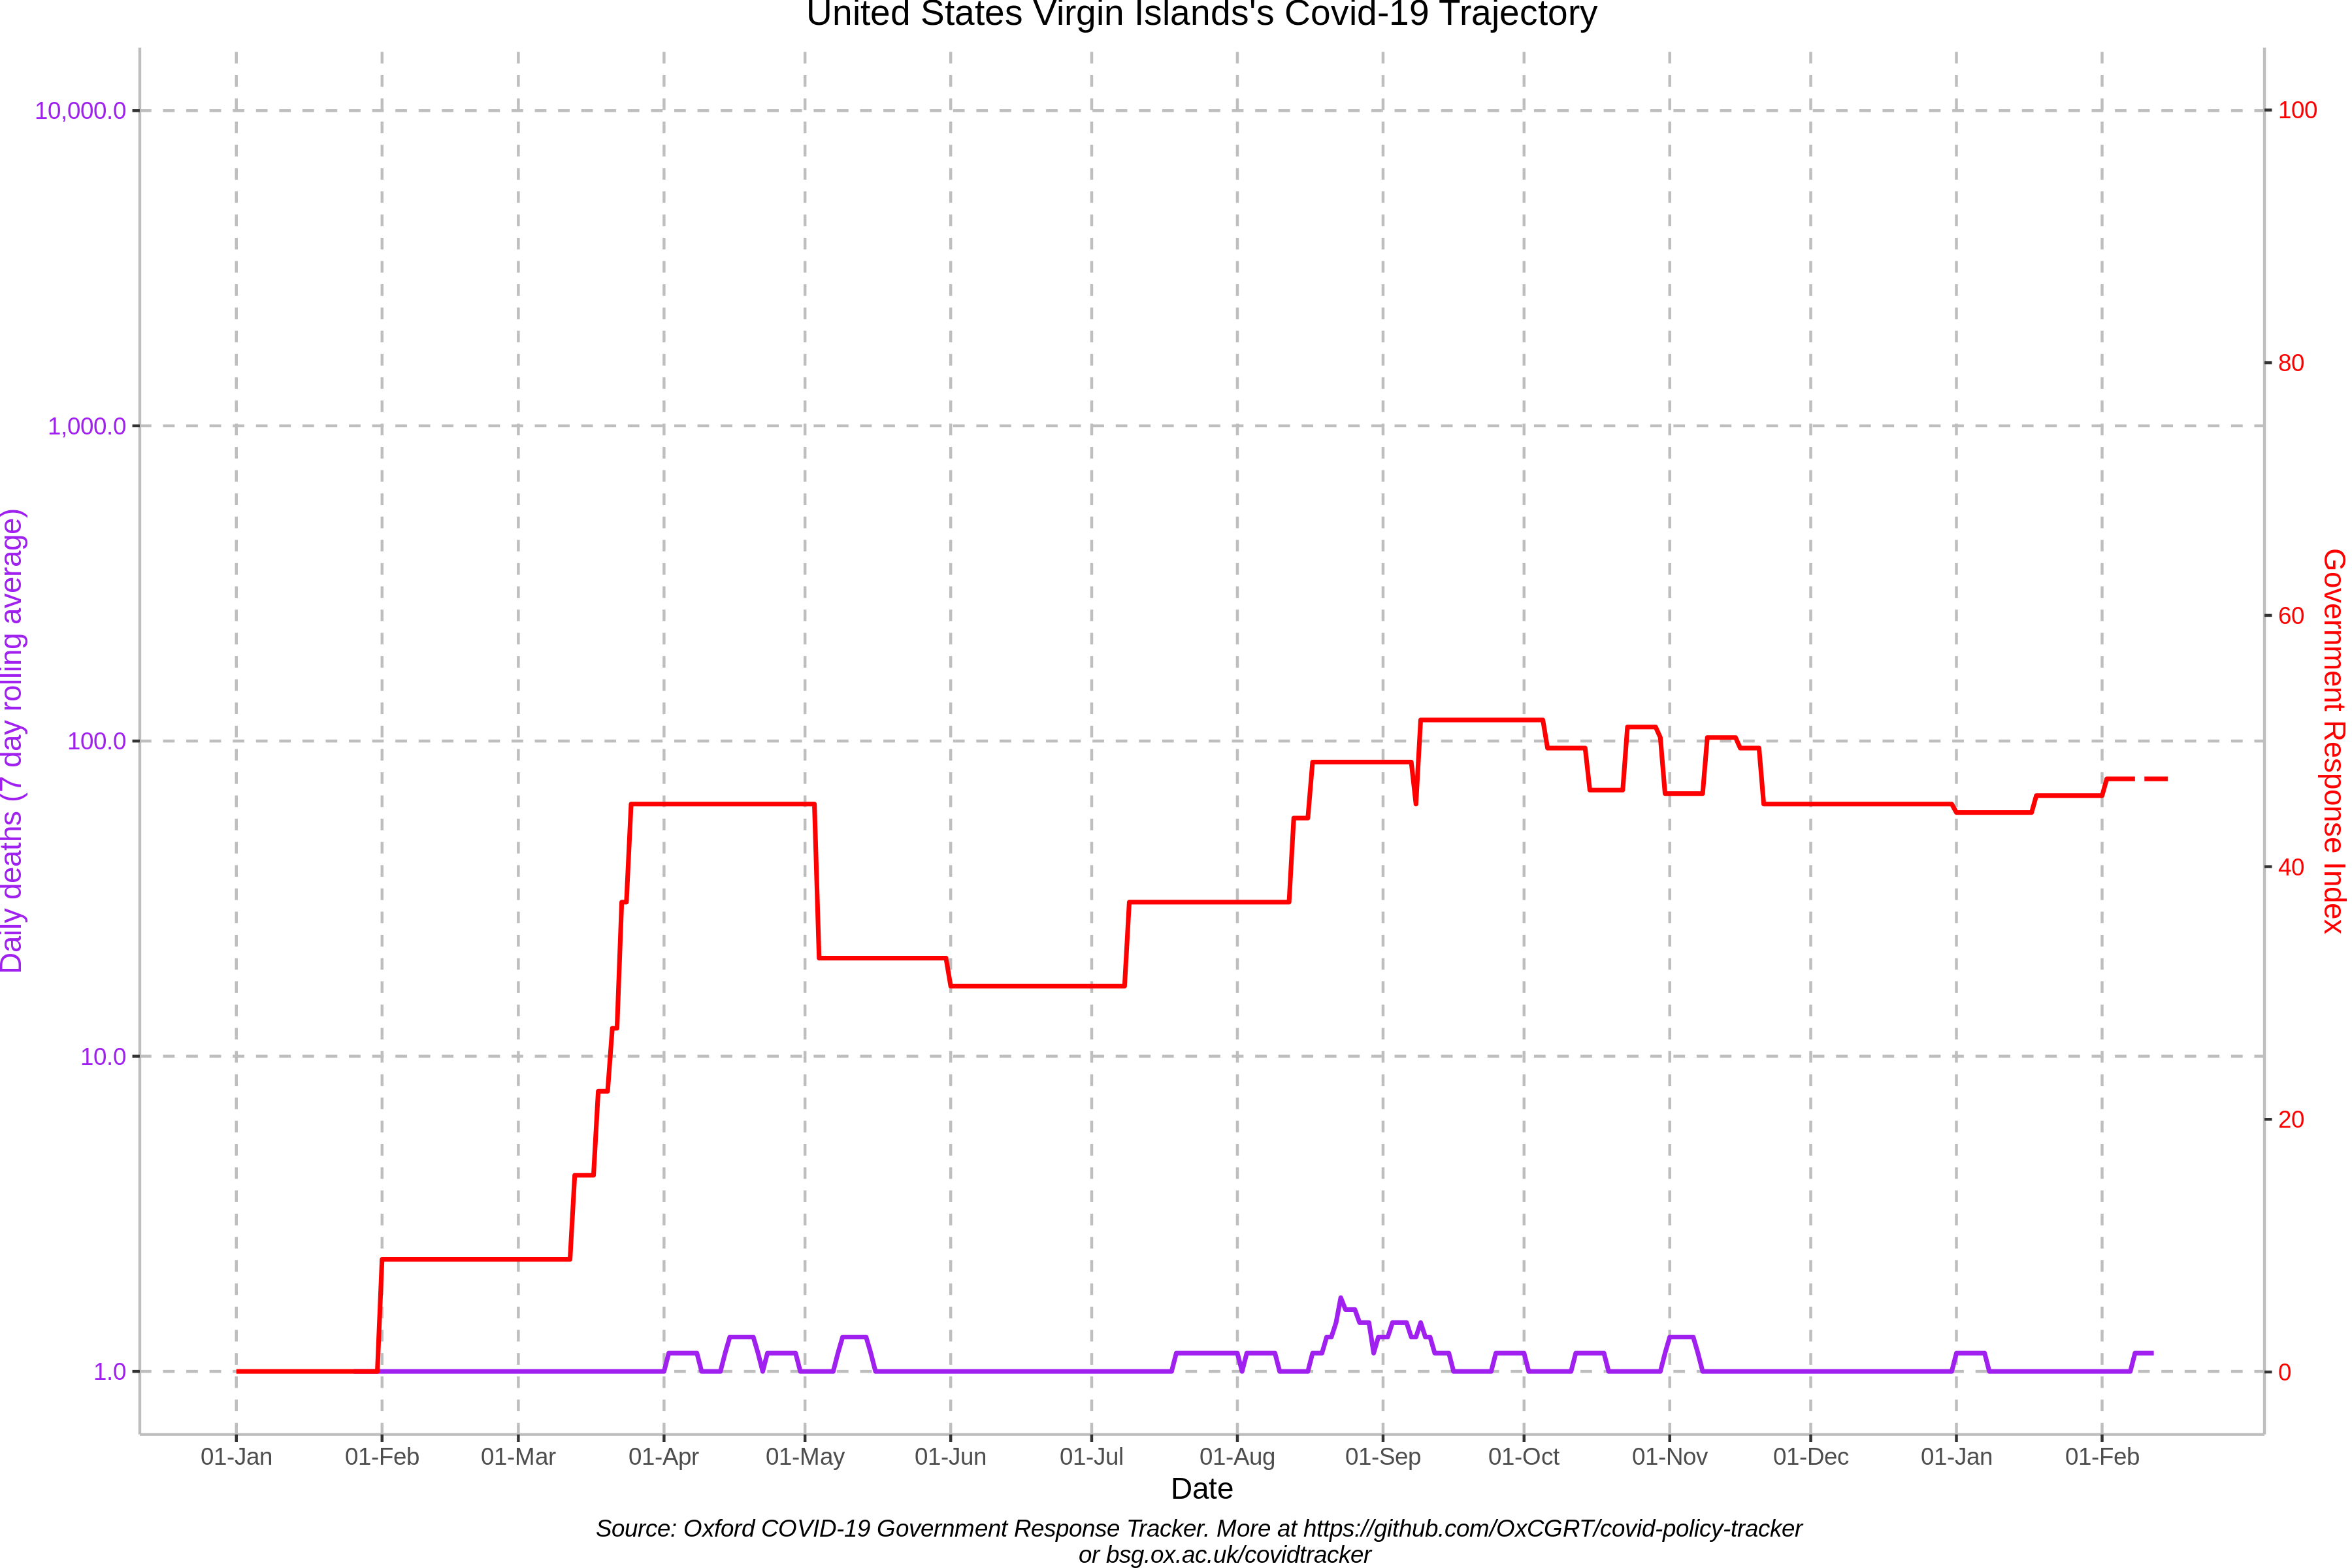 United States Virgin Islands's Covid-19 Trajectory
10,000.0
1,000.0
100.0
10.0
1.0
Daily deaths (7 day rolling average)
100
80
60
40
20
0
Government Response Index
01-Jan
01-Feb
01-Mar
01-Apr
01-May
01-Jun
01-Jul
01-Aug
01-Sep
01-Oct
01-Nov
01-Dec
01-Jan
01-Feb
Date
Source: Oxford COVID-19 Government Response Tracker. More at https://github.com/OxCGRT/covid-policy-tracker
or bsg.ox.ac.uk/covidtracker